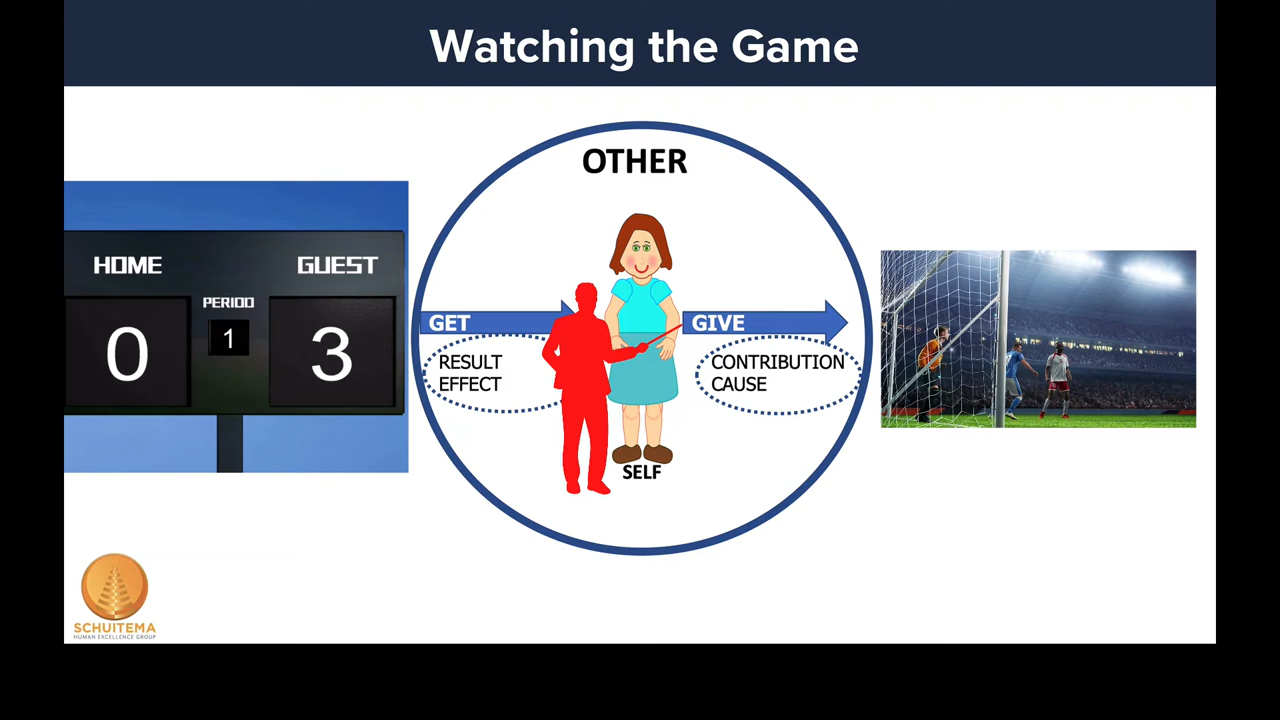 Watching the Game
OTHER
HOME
GUEST
PERIOD
0
1
3
GET
GIVE
RESULT
EFFECT
CONTRIBUTION
CAUSE
SELF
SCHUITEMA
HUMAN EXCELLENCE GROUP